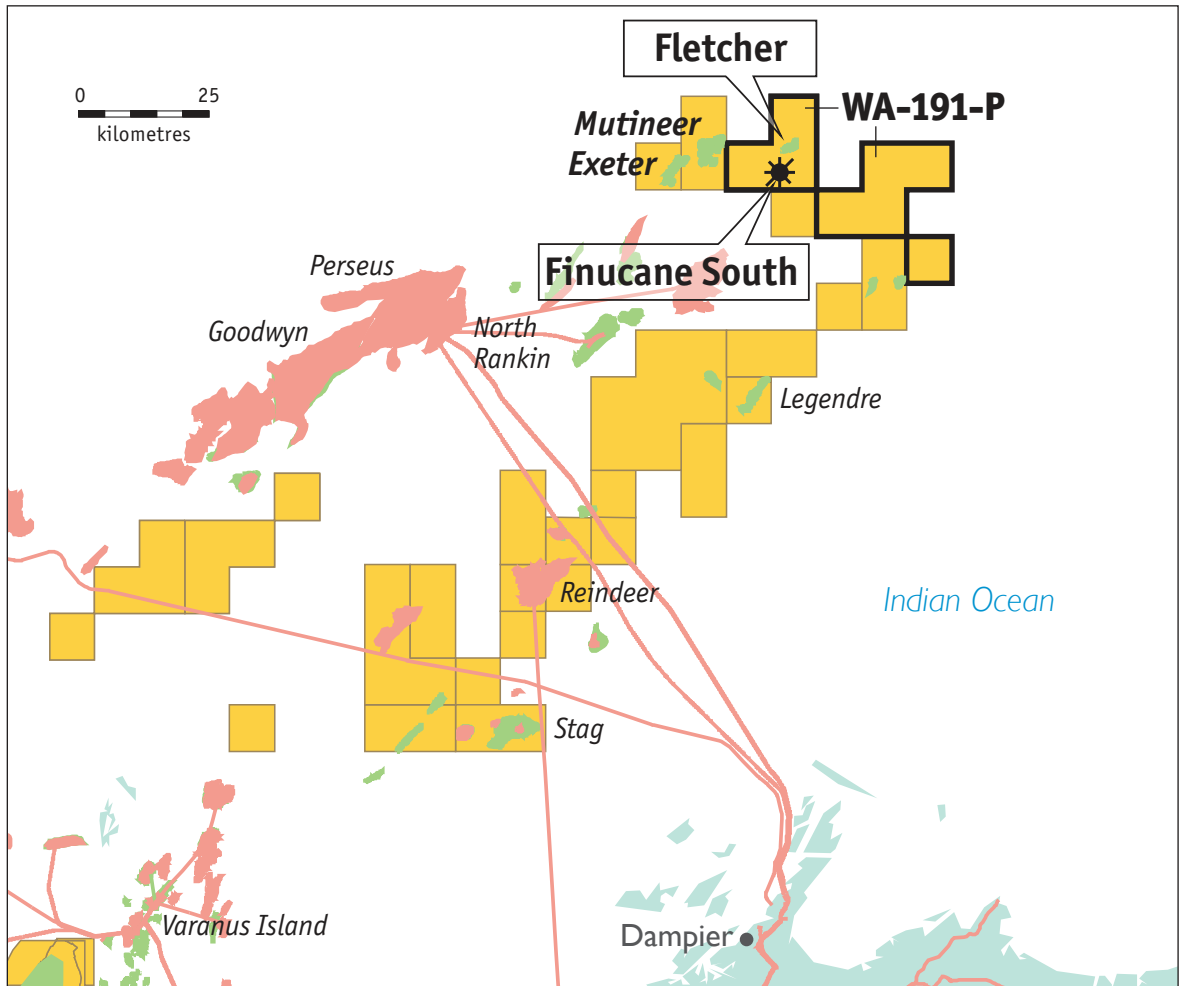 Fletcher
0 25
kilometres
WA-191-P
Mutineer
Exeter
Finucane South
Perseus
Goodwyn
North
Rankin
Legendre
Reindeer
Indian Ocean
Stag
Varanus Island
Dampier